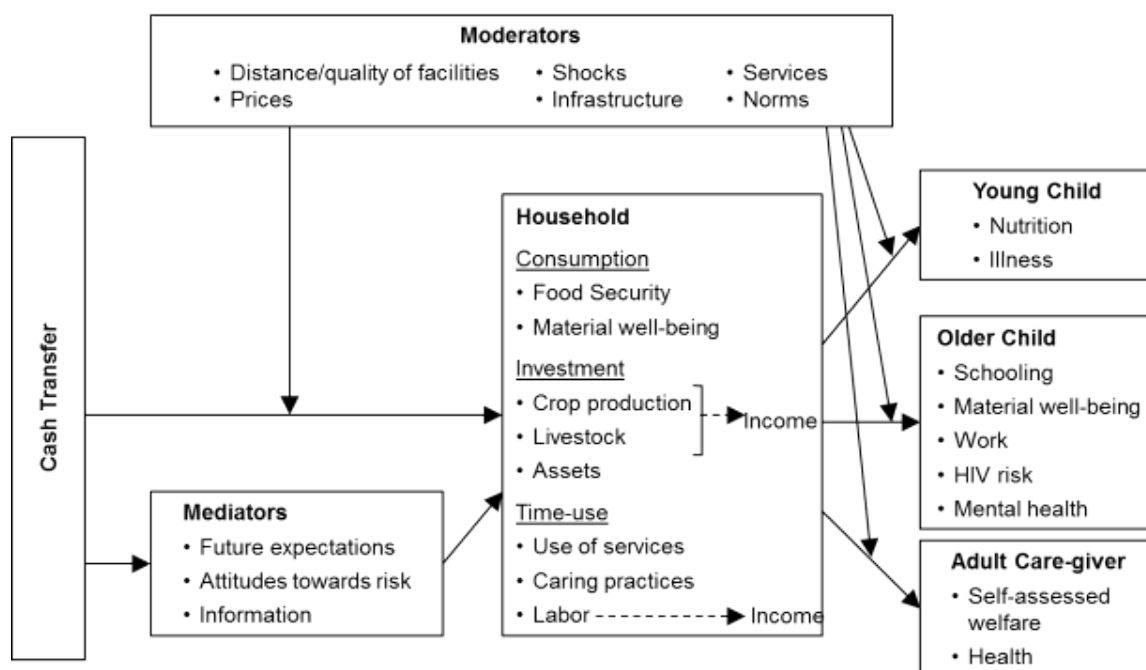 Moderators
• Distance/quality of facilities • Shocks • Services
• Prices • Infrastructure • Norms
Cash Transfer
Mediators
• Future expectations
• Attitudes towards risk
• Information
Household
Consumption
• Food Security
• Material well-being
Investment
• Crop production
• Livestock
Income
• Assets
Time-use
• Use of services
• Caring practices
• Labor Income
Young Child
• Nutrition
• Illness
Older Child
• Schooling
• Material well-being
• Work
• HIV risk
• Mental health
Adult Care-giver
• Self-assessed
welfare
• Health